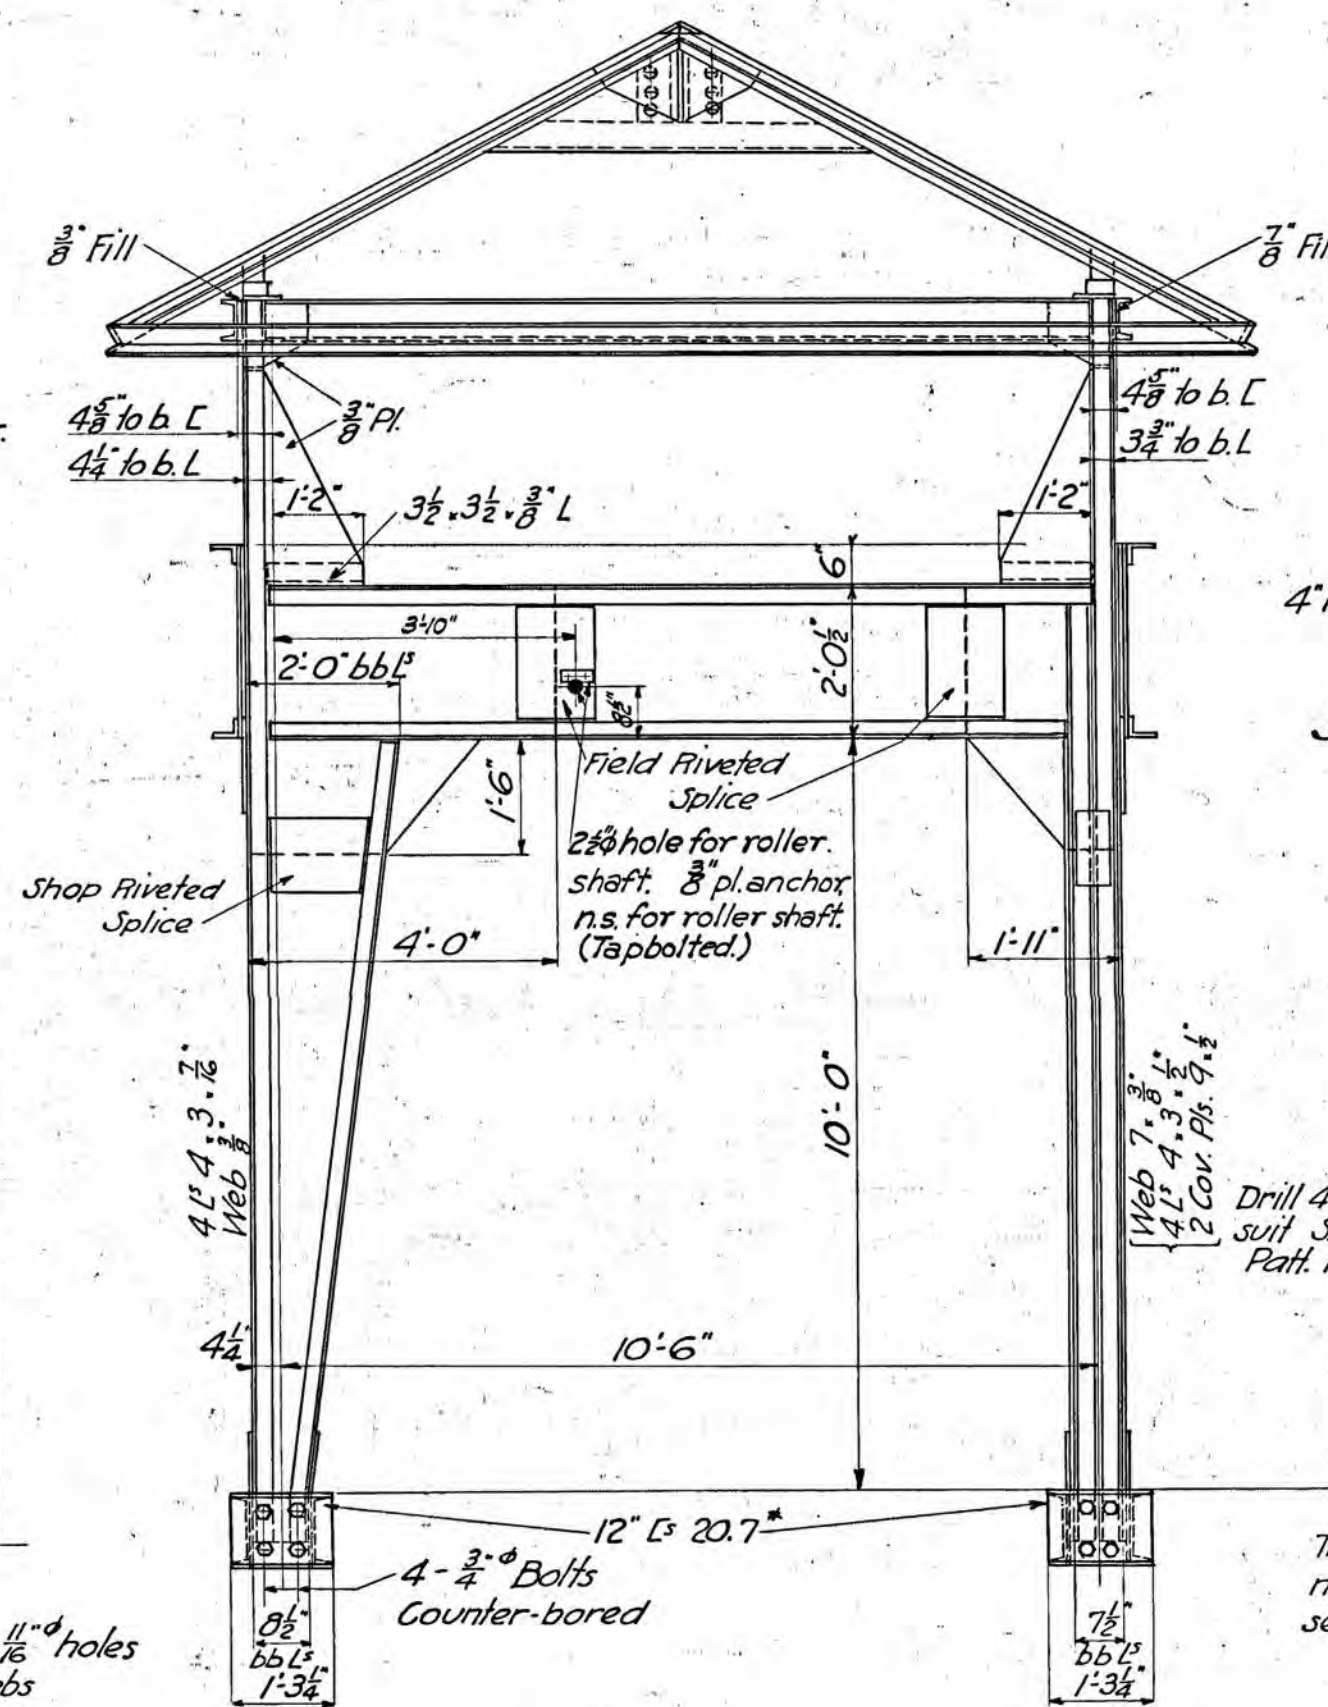 3/8" Fill
7/8" Fil
4 5/8" to b. [
4 1/4" to b. L
3/8" Pl.
4 5/8" to b. [
3 3/4" to b. L
1'-2"
3 1/2 x 3 1/2 x 3/8" L
1'-2"
6"
4"
3'-10"
2'-0 1/2"
2'-0" bb Ls
8 1/2"
Field Riveted
Splice
1'-6"
2 1/2"ϕ hole for roller.
shaft. 3/8" pl. anchor
n.s. for roller shaft.
(Tapbolted.)
Shop Riveted
Splice
4'-0"
1'-11"
4 Ls 4 x 3 x 7/16"
Web 3/8"
10'-0"
Web 7 x 3/8"
4 Ls 4 x 3 x 1/2"
2 Cov. Pls. 9 x 1/2"
Drill 4
suit S
Patt.
4 1/4"
10'-6"
12" [s 20.7#
4 - 3/4"ϕ Bolts
Counter-bored
11/16"ϕ holes
ebs
8 1/2"
bb Ls
1'-3 1/4"
7 1/2"
bb Ls
1'-3 1/4"